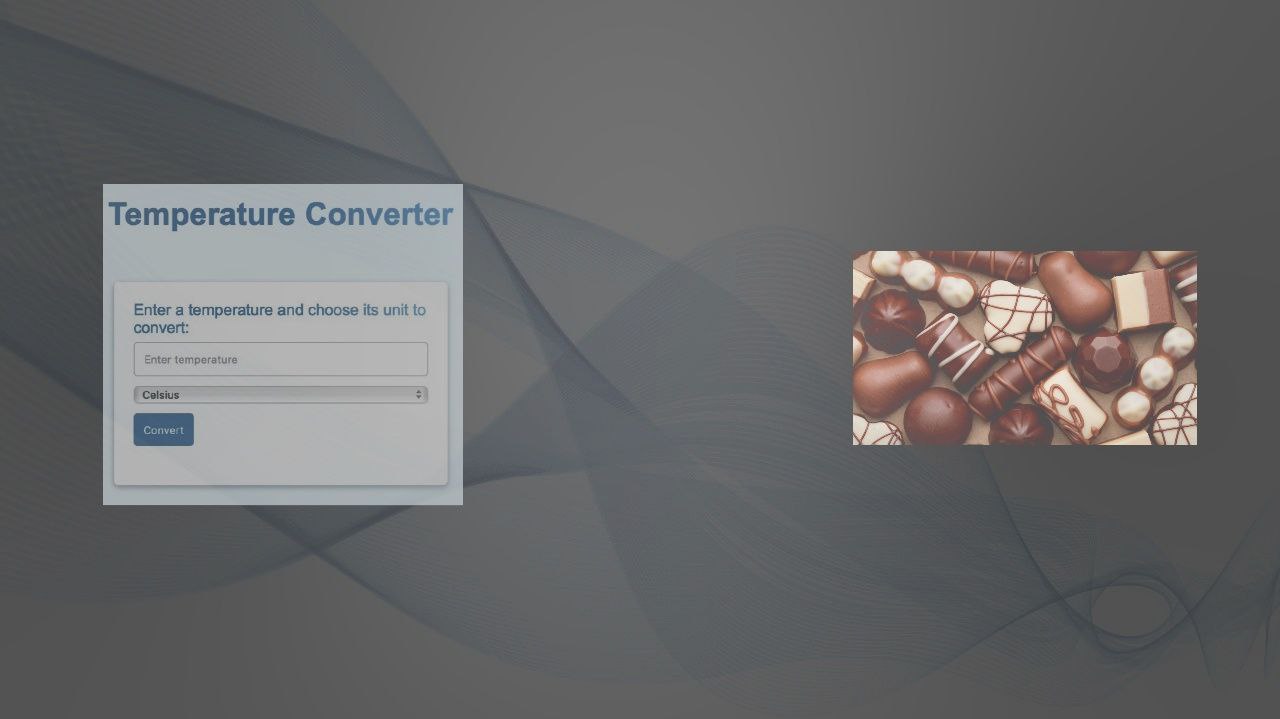 Temperature Converter
Enter a temperature and choose its unit to
convert:
Enter temperature
Celsius
Convert